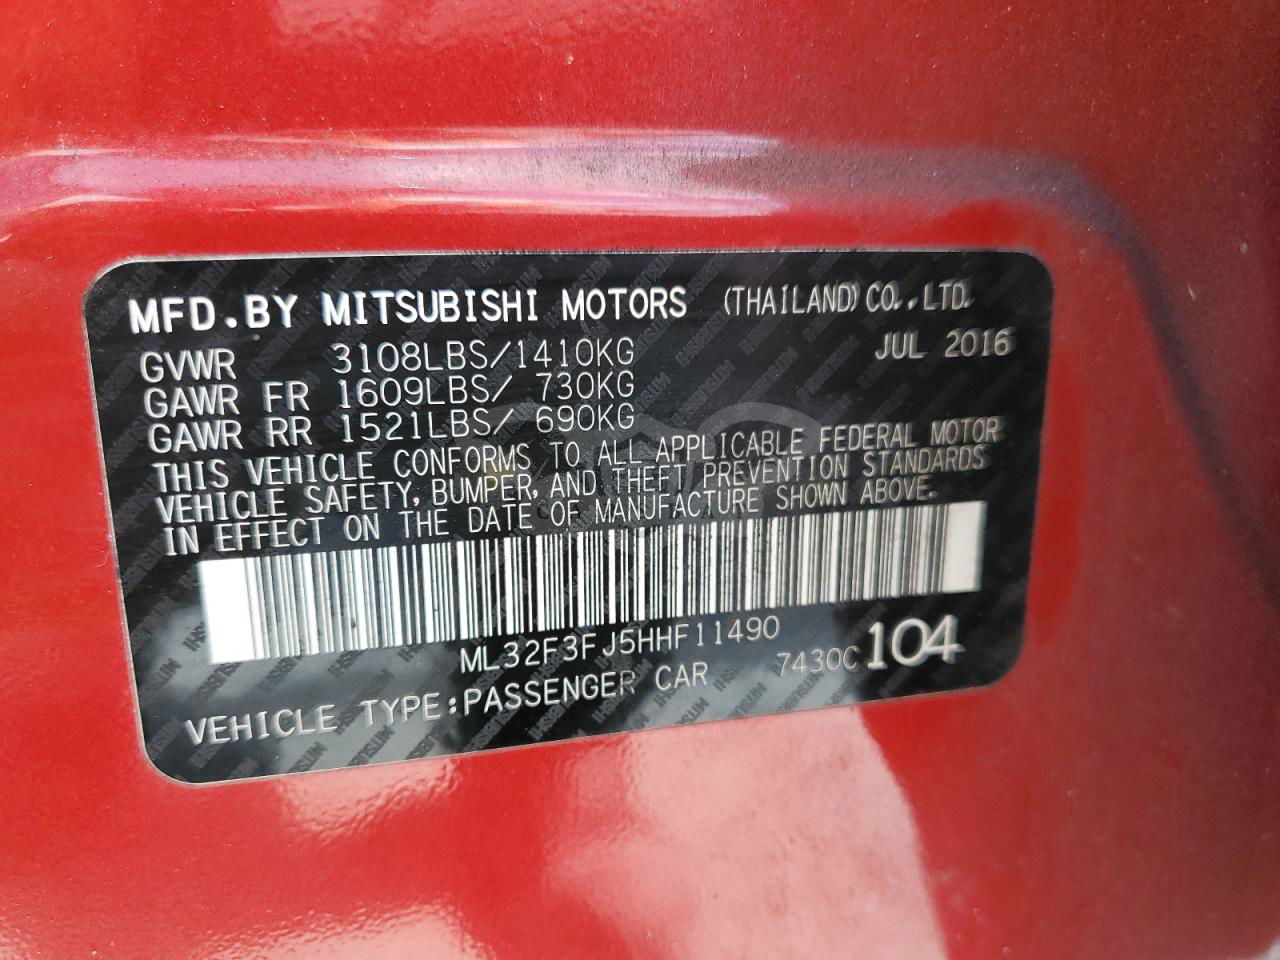 MFD.BY MITSUBISHI MOTORS (THAILAND) CO.,LTD.
JUL 2016
GVWR 3108LBS/1410KG
GAWR FR 1609LBS/ 730KG
GAWR RR 1521LBS/ 690KG
THIS VEHICLE CONFORMS TO ALL APPLICABLE FEDERAL MOTOR
VEHICLE SAFETY, BUMPER, AND THEFT PREVENTION STANDARDS
IN EFFECT ON THE DATE OF MANUFACTURE SHOWN ABOVE.
ML32F3FJ5HHF11490
VEHICLE TYPE:PASSENGER CAR 7430C 104